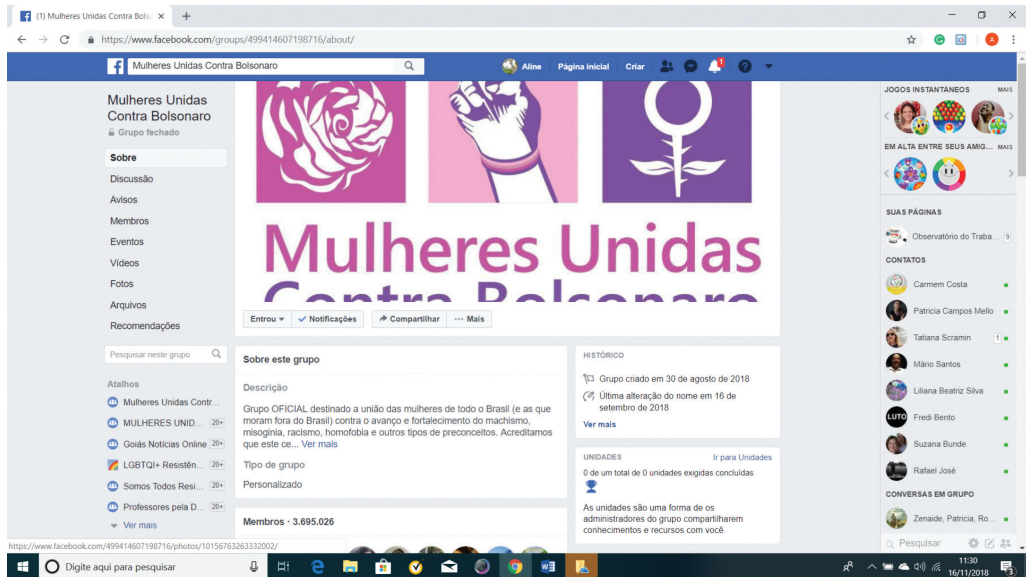 (1) Mulheres Unidas Contra Bols
https://www.facebook.com/groups/499414607198716/about/
Mulheres Unidas Contra Bolsonaro
Aline Página inicial Criar
1
Mulheres Unidas
Contra Bolsonaro
Grupo fechado
Sobre
Discussão
Avisos
Membros
Eventos
Vídeos
Fotos
Arquivos
Recomendações
Pesquisar neste grupo
Atalhos
Mulheres Unidas Contr...
MULHERES UNID... 20+
Goiás Notícias Online 20+
LGBTQI+ Resistên... 20+
Somos Todos Resi... 20+
Professores pela D... 20+
Ver mais
Mulheres Unidas
Contra Bolsonaro
Entrou Notificações Compartilhar ··· Mais
Sobre este grupo
Descrição
Grupo OFICIAL destinado a união das mulheres de todo o Brasil (e as que
moram fora do Brasil) contra o avanço e fortalecimento do machismo,
misoginia, racismo, homofobia e outros tipos de preconceitos. Acreditamos
que este ce... Ver mais
Tipo de grupo
Personalizado
Membros · 3.695.026
HISTÓRICO
Grupo criado em 30 de agosto de 2018
Última alteração do nome em 16 de
setembro de 2018
Ver mais
UNIDADES Ir para Unidades
0 de um total de 0 unidades exigidas concluídas
As unidades são uma forma de os
administradores do grupo compartilharem
conhecimentos e recursos com você.
JOGOS INSTANTÂNEOS MAIS
EM ALTA ENTRE SEUS AMIG... MAIS
SUAS PÁGINAS
Observatório do Traba... 9
CONTATOS
Carmem Costa
Patricia Campos Mello
Tatiana Scramin 1
Mário Santos
Liliana Beatriz Silva
LUTO Fredi Bento
Suzana Bunde
Rafael José
CONVERSAS EM GRUPO
Zenaide, Patricia, Ro...
Pesquisar
https://www.facebook.com/499414607198716/photos/10156763263332002/
Digite aqui para pesquisar
11:30
16/11/2018
3